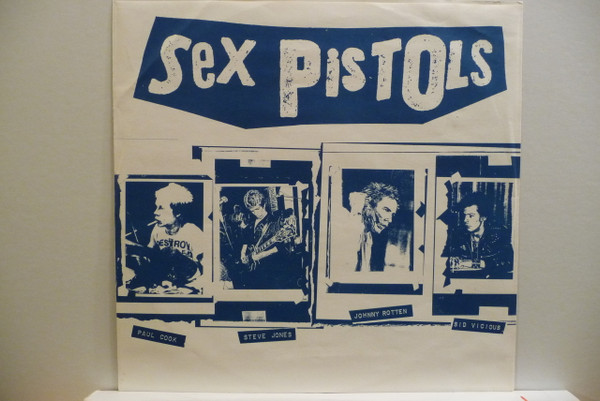 Sex PISTOLS
DESTROY
PAUL COOK
STEVE JONES
JOHNNY ROTTEN
SID VICIOUS